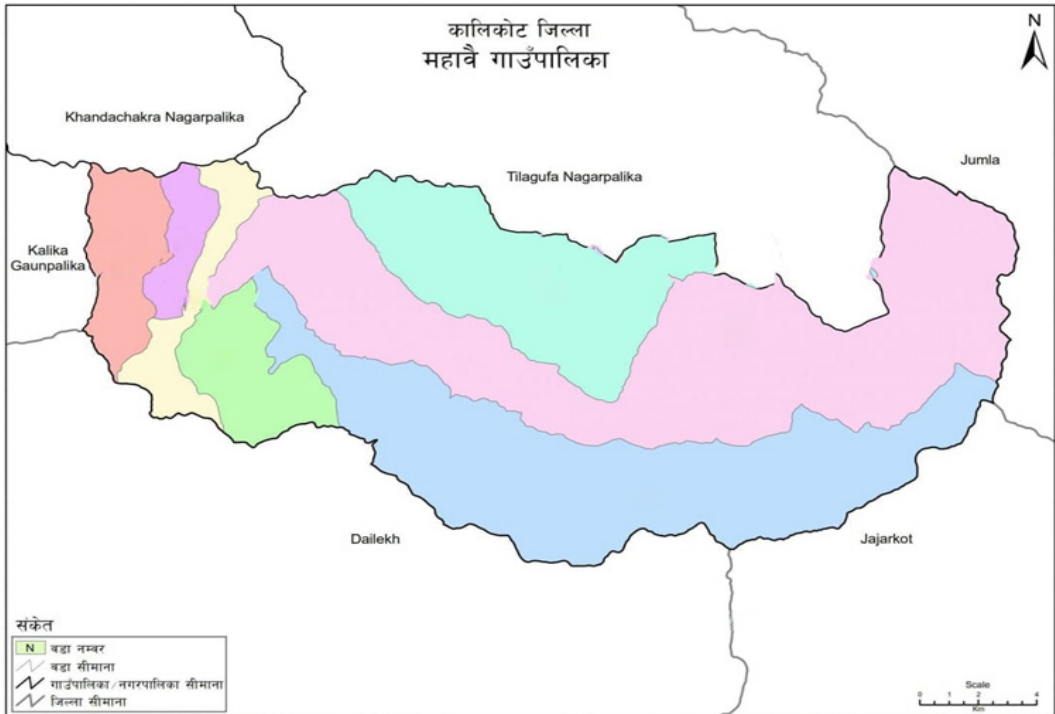 कालिकोट जिल्ला
महावै गाउँपालिका
N
Khandachakra Nagarpalika
Jumla
Tilagufa Nagarpalika
Kalika
Gaunpalika
Dailekh
Jajarkot
संकेत
N वडा नम्बर
वडा सीमाना
गाउँपालिका/नगरपालिका सीमाना
जिल्ला सीमाना
Scale
0 1 2 4
Km